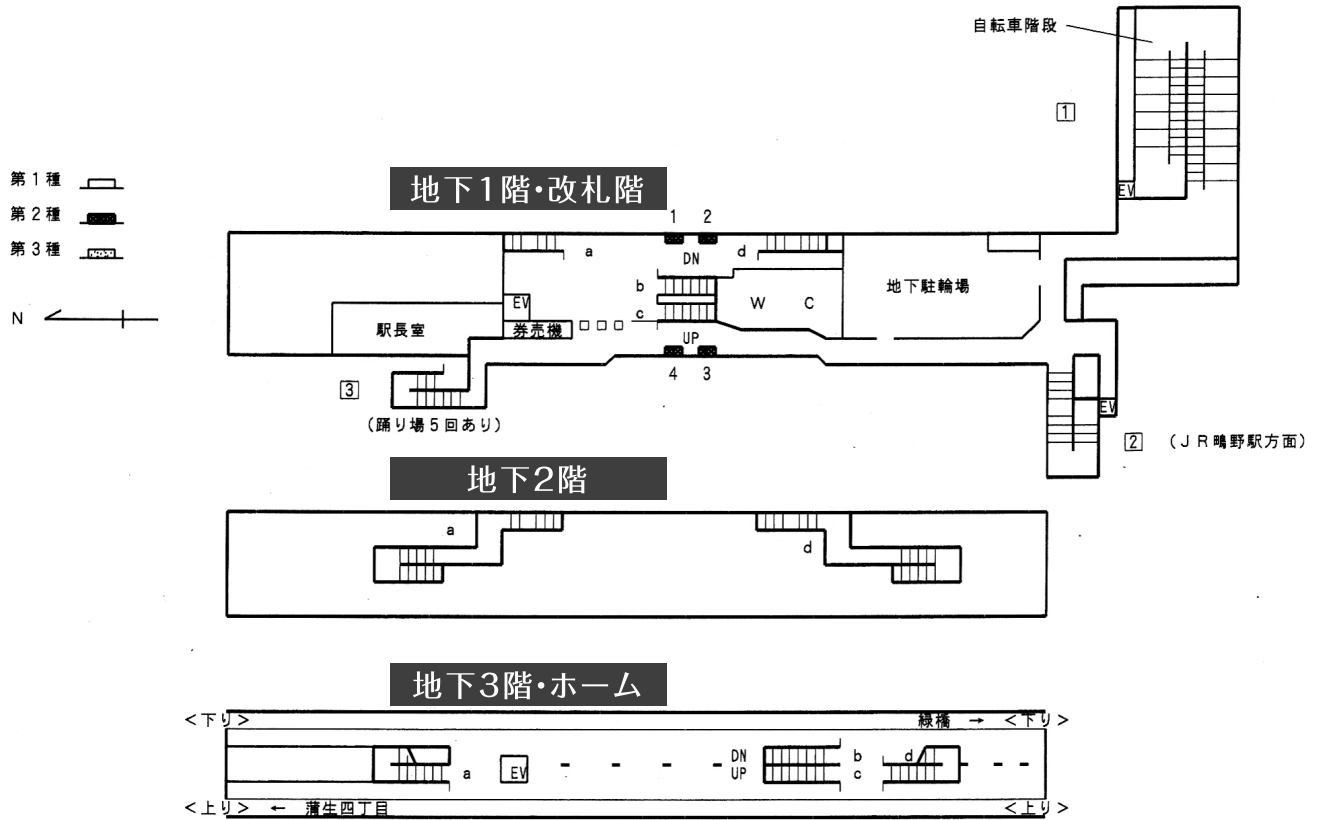 自転車階段
1
EV
第1種
第2種
第3種
N
地下1階・改札階
1 2
a DN d
b
c
EV
W C
地下駐輪場
駅長室
券売機
UP
4 3
3
(踊り場5回あり)
EV
2 (JR鴫野駅方面)
地下2階
a
d
地下3階・ホーム
<下り> 緑橋 → <下り>
DN b d
UP c
a EV
<上り> ← 蒲生四丁目 <上り>